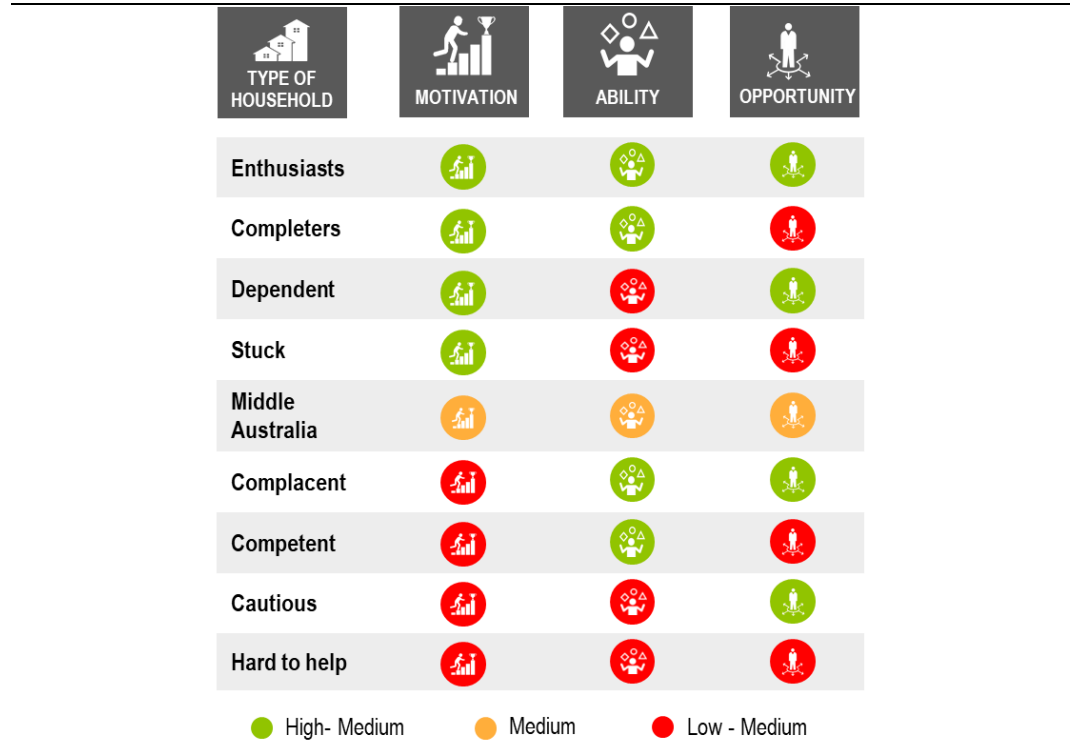 TYPE OF
HOUSEHOLD
MOTIVATION
ABILITY
OPPORTUNITY
Enthusiasts
Completers
Dependent
Stuck
Middle
Australia
Complacent
Competent
Cautious
Hard to help
High- Medium
Medium
Low - Medium